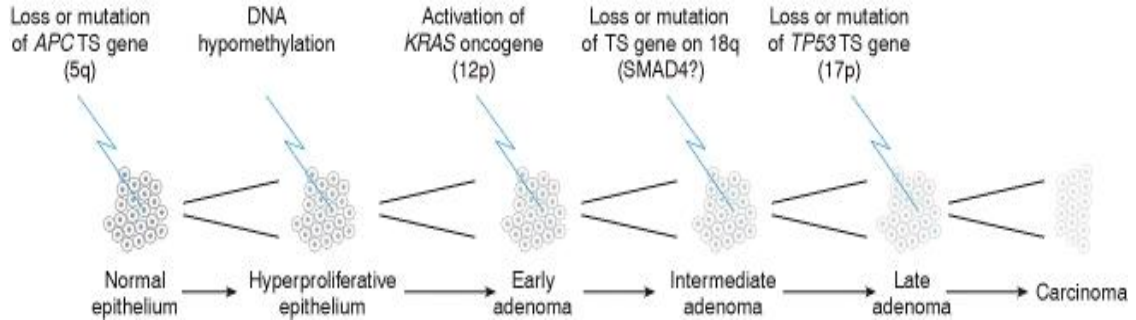 Loss or mutation
of APC TS gene
(5q)
DNA
hypomethylation
Activation of
KRAS oncogene
(12p)
Loss or mutation
of TS gene on 18q
(SMAD4?)
Loss or mutation
of TP53 TS gene
(17p)
Normal
epithelium
Hyperproliferative
epithelium
Early
adenoma
Intermediate
adenoma
Late
adenoma
Carcinoma